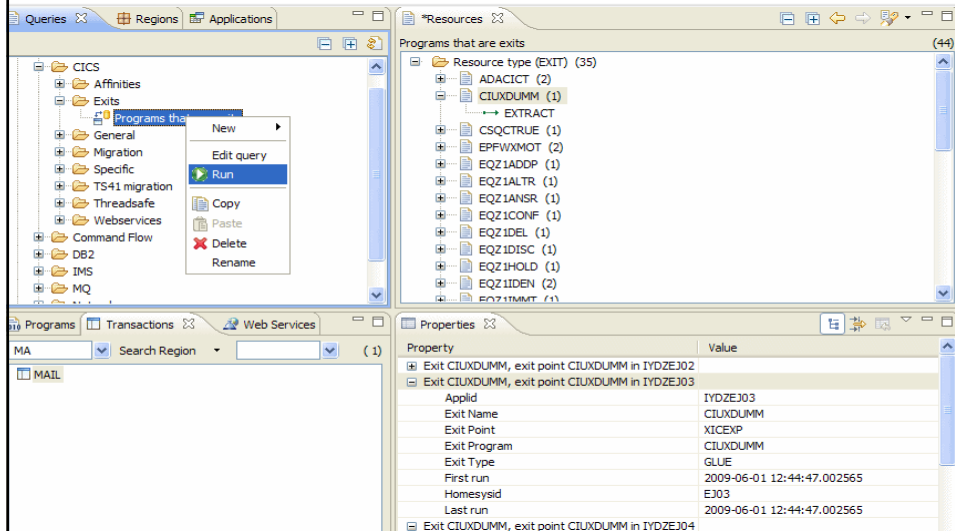 Queries
Regions
Applications
CICS
Affinities
Exits
Programs tha
General
Migration
Specific
TS41 migration
Threadsafe
Webservices
Command Flow
DB2
IMS
MQ
New
Edit query
Run
Copy
Paste
Delete
Rename
*Resources
Programs that are exits (44)
Resource type (EXIT) (35)
ADACICT (2)
CIUXDUMM (1)
EXTRACT
CSQCTRUE (1)
EPFWXMOT (2)
EQZ1ADDP (1)
EQZ1ALTR (1)
EQZ1ANSR (1)
EQZ1CONF (1)
EQZ1DEL (1)
EQZ1DISC (1)
EQZ1HOLD (1)
EQZ1IDEN (2)
EQZ1IMMT (1)
Programs
Transactions
Web Services
MA Search Region (1)
MAIL
Properties
Property Value
Exit CIUXDUMM, exit point CIUXDUMM in IYDZEJ02
Exit CIUXDUMM, exit point CIUXDUMM in IYDZEJ03
Applid IYDZEJ03
Exit Name CIUXDUMM
Exit Point XICEXP
Exit Program CIUXDUMM
Exit Type GLUE
First run 2009-06-01 12:44:47.002565
Homesysid EJ03
Last run 2009-06-01 12:44:47.002565
Exit CIUXDUMM, exit point CIUXDUMM in IYDZEJ04